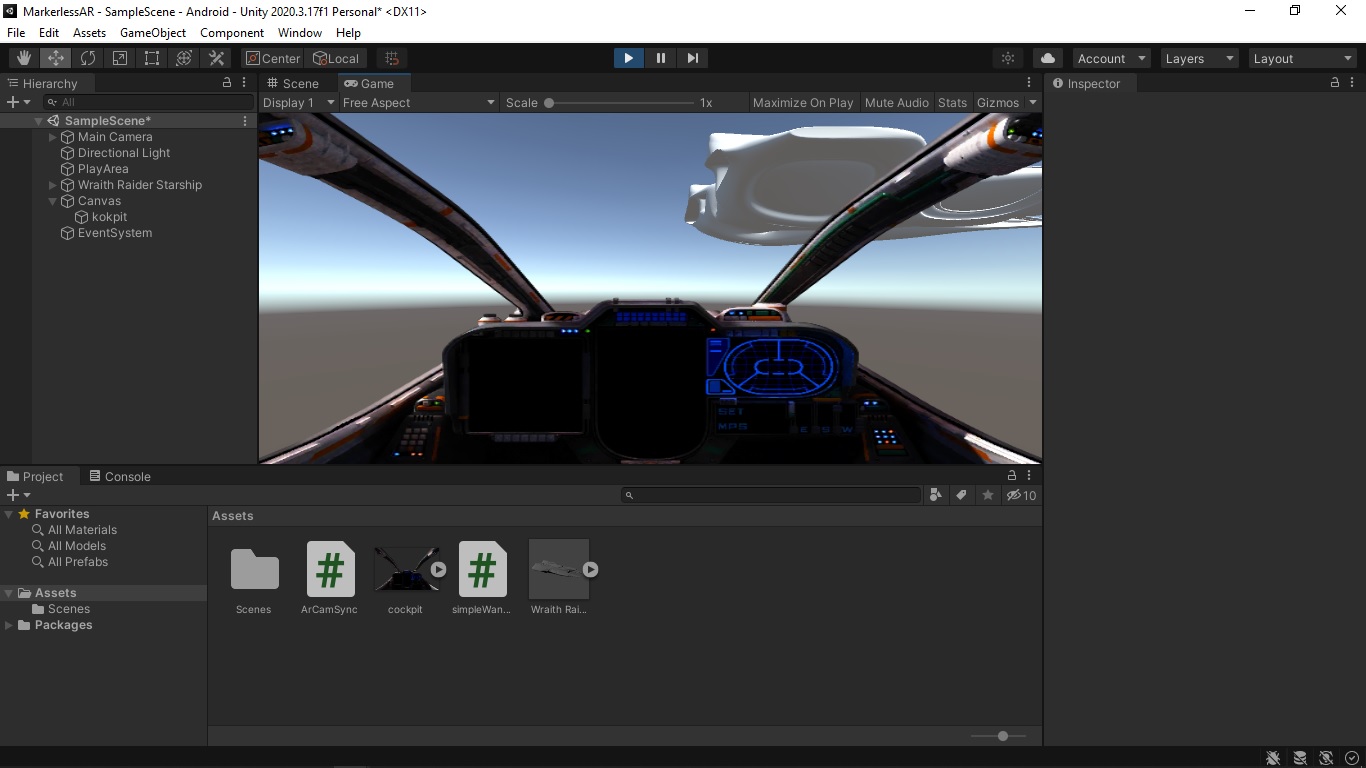 MarkerlessAR - SampleScene - Android - Unity 2020.3.17f1 Personal* <DX11>
File Edit Assets GameObject Component Window Help
Center Local Account Layers Layout
Hierarchy Scene Game Inspector
All Display 1 Free Aspect Scale 1x Maximize On Play Mute Audio Stats Gizmos
SampleScene*
Main Camera
Directional Light
PlayArea
Wraith Raider Starship
Canvas
kokpit
EventSystem
SET
MPS E S W
Project Console
10
Favorites Assets
All Materials
All Models
All Prefabs
Assets
Scenes
Packages
Scenes ArCamSync cockpit simpleWan... Wraith Rai...